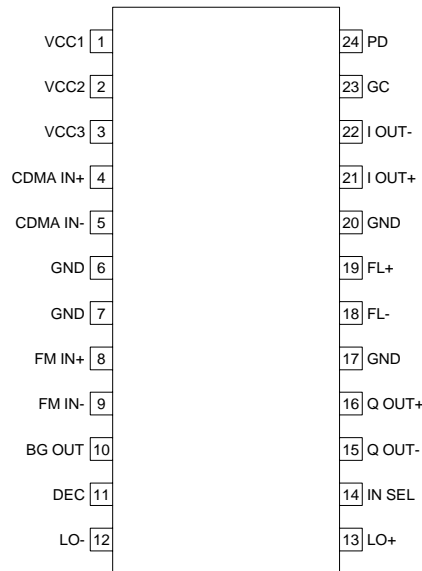 VCC1 1 24 PD
VCC2 2 23 GC
VCC3 3 22 I OUT-
CDMA IN+ 4 21 I OUT+
CDMA IN- 5 20 GND
GND 6 19 FL+
GND 7 18 FL-
FM IN+ 8 17 GND
FM IN- 9 16 Q OUT+
BG OUT 10 15 Q OUT-
DEC 11 14 IN SEL
LO- 12 13 LO+